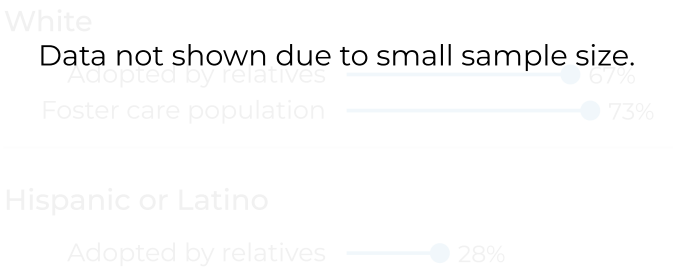 White
Data not shown due to small sample size.
Adopted by relatives 67%
Foster care population 73%
Hispanic or Latino
Adopted by relatives 28%